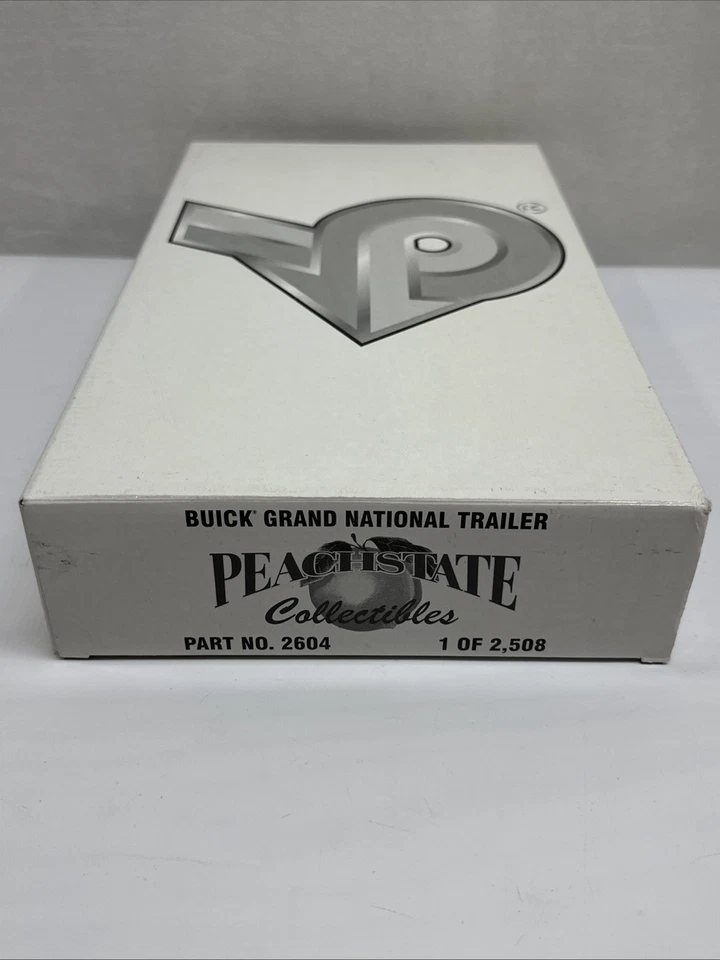 ®
BUICK® GRAND NATIONAL TRAILER
PEACHSTATE
Collectibles
PART NO. 2604
1 OF 2,508